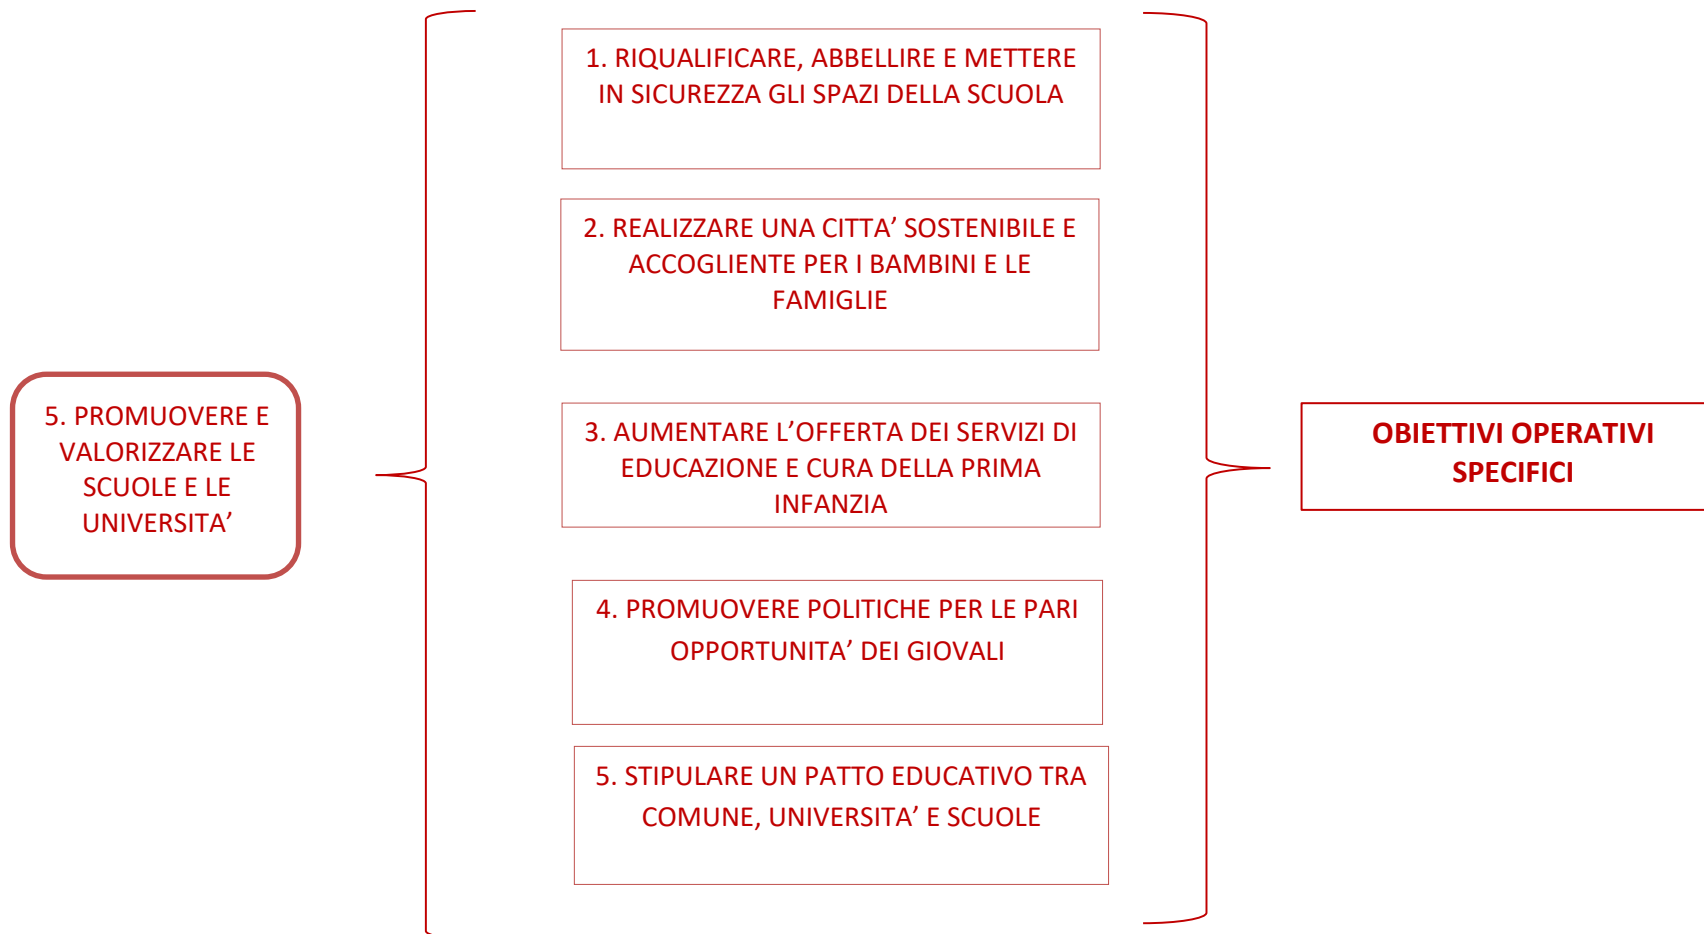 5. PROMUOVERE E
VALORIZZARE LE
SCUOLE E LE
UNIVERSITA’
1. RIQUALIFICARE, ABBELLIRE E METTERE
IN SICUREZZA GLI SPAZI DELLA SCUOLA
2. REALIZZARE UNA CITTA’ SOSTENIBILE E
ACCOGLIENTE PER I BAMBINI E LE
FAMIGLIE
3. AUMENTARE L’OFFERTA DEI SERVIZI DI
EDUCAZIONE E CURA DELLA PRIMA
INFANZIA
4. PROMUOVERE POLITICHE PER LE PARI
OPPORTUNITA’ DEI GIOVALI
5. STIPULARE UN PATTO EDUCATIVO TRA
COMUNE, UNIVERSITA’ E SCUOLE
OBIETTIVI OPERATIVI
SPECIFICI